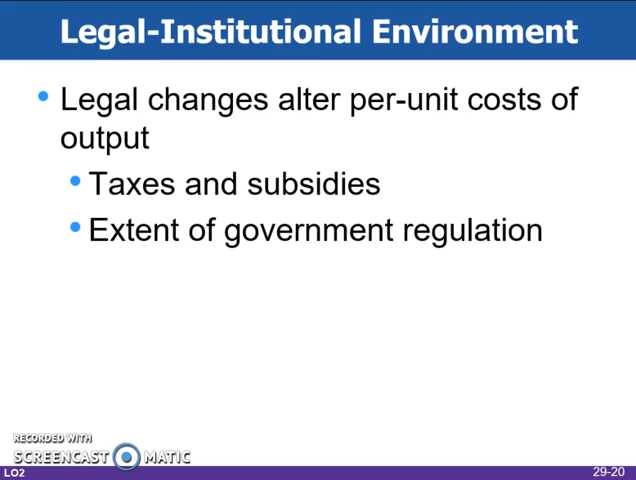 Legal-Institutional Environment
• Legal changes alter per-unit costs of
output
• Taxes and subsidies
• Extent of government regulation
RECORDED WITH
SCREENCAST MATIC
LO2
29-20